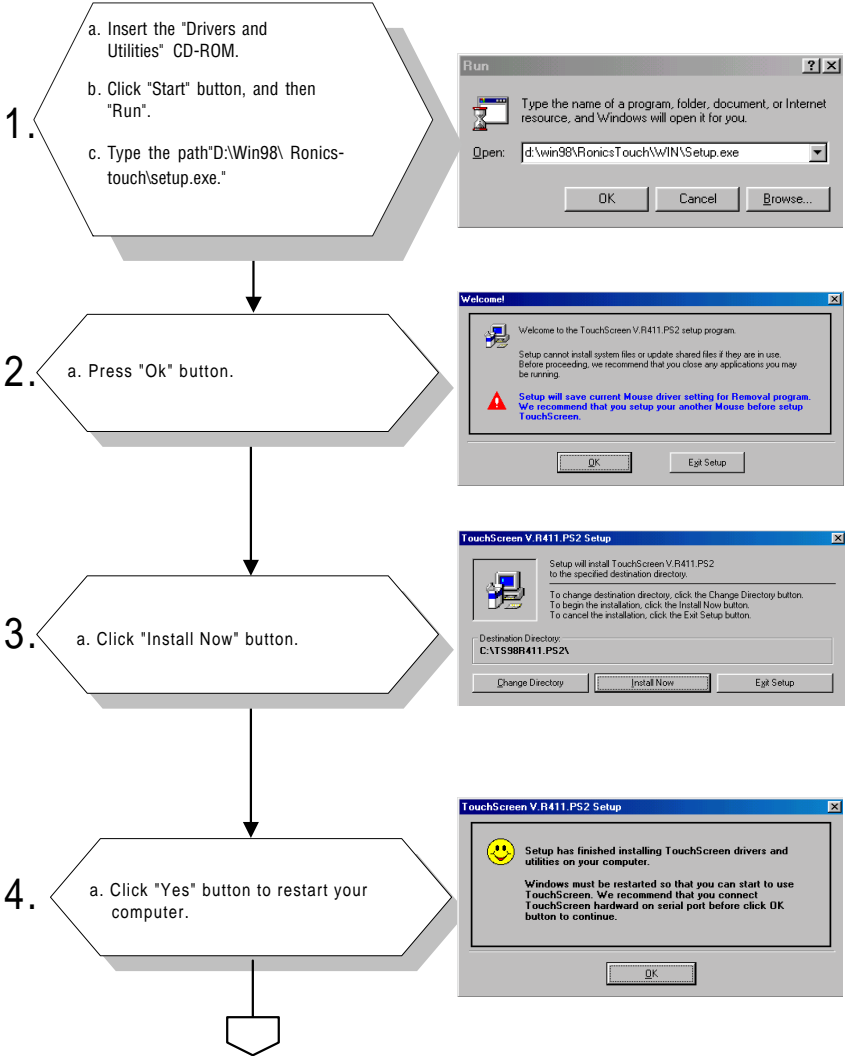 1.
a. Insert the "Drivers and
Utilities" CD-ROM.
b. Click "Start" button, and then
"Run".
c. Type the path"D:\Win98\ Ronics-
touch\setup.exe."
Run
Type the name of a program, folder, document, or Internet
resource, and Windows will open it for you.
Open: d:\win98\RonicsTouch\WIN\Setup.exe
OK Cancel Browse...
2.
a. Press "Ok" button.
Welcome!
Welcome to the TouchScreen V.R411.PS2 setup program.
Setup cannot install system files or update shared files if they are in use.
Before proceeding, we recommend that you close any applications you may
be running.
Setup will save current Mouse driver setting for Removal program.
We recommend that you setup your another Mouse before setup
TouchScreen.
OK Exit Setup
3.
a. Click "Install Now" button.
TouchScreen V.R411.PS2 Setup
Setup will install TouchScreen V.R411.PS2
to the specified destination directory.
To change destination directory, click the Change Directory button.
To begin the installation, click the Install Now button.
To cancel the installation, click the Exit Setup button.
Destination Directory:
C:\TS98R411.PS2\
Change Directory Install Now Exit Setup
4.
a. Click "Yes" button to restart your
computer.
TouchScreen V.R411.PS2 Setup
Setup has finished installing TouchScreen drivers and
utilities on your computer.
Windows must be restarted so that you can start to use
TouchScreen. We recommend that you connect
TouchScreen hardward on serial port before click OK
button to continue.
OK